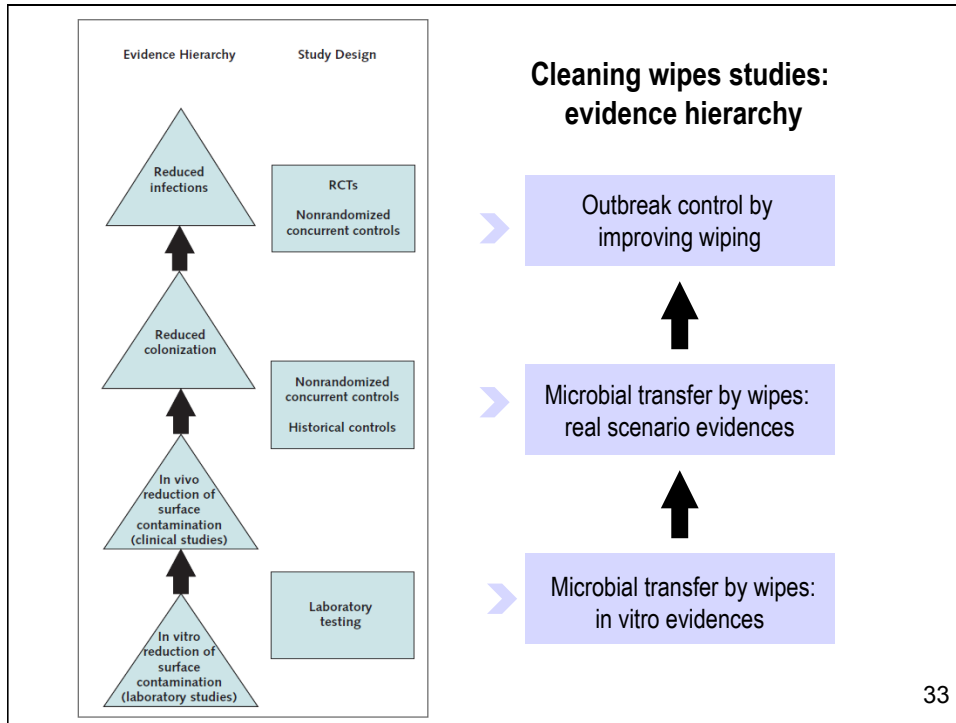 Evidence Hierarchy
Study Design
Reduced
infections
RCTs
Nonrandomized
concurrent controls
Reduced
colonization
Nonrandomized
concurrent controls
Historical controls
In vivo
reduction of
surface
contamination
(clinical studies)
Laboratory
testing
In vitro
reduction of
surface
contamination
(laboratory studies)
Cleaning wipes studies:
evidence hierarchy
Outbreak control by
improving wiping
Microbial transfer by wipes:
real scenario evidences
Microbial transfer by wipes:
in vitro evidences
33